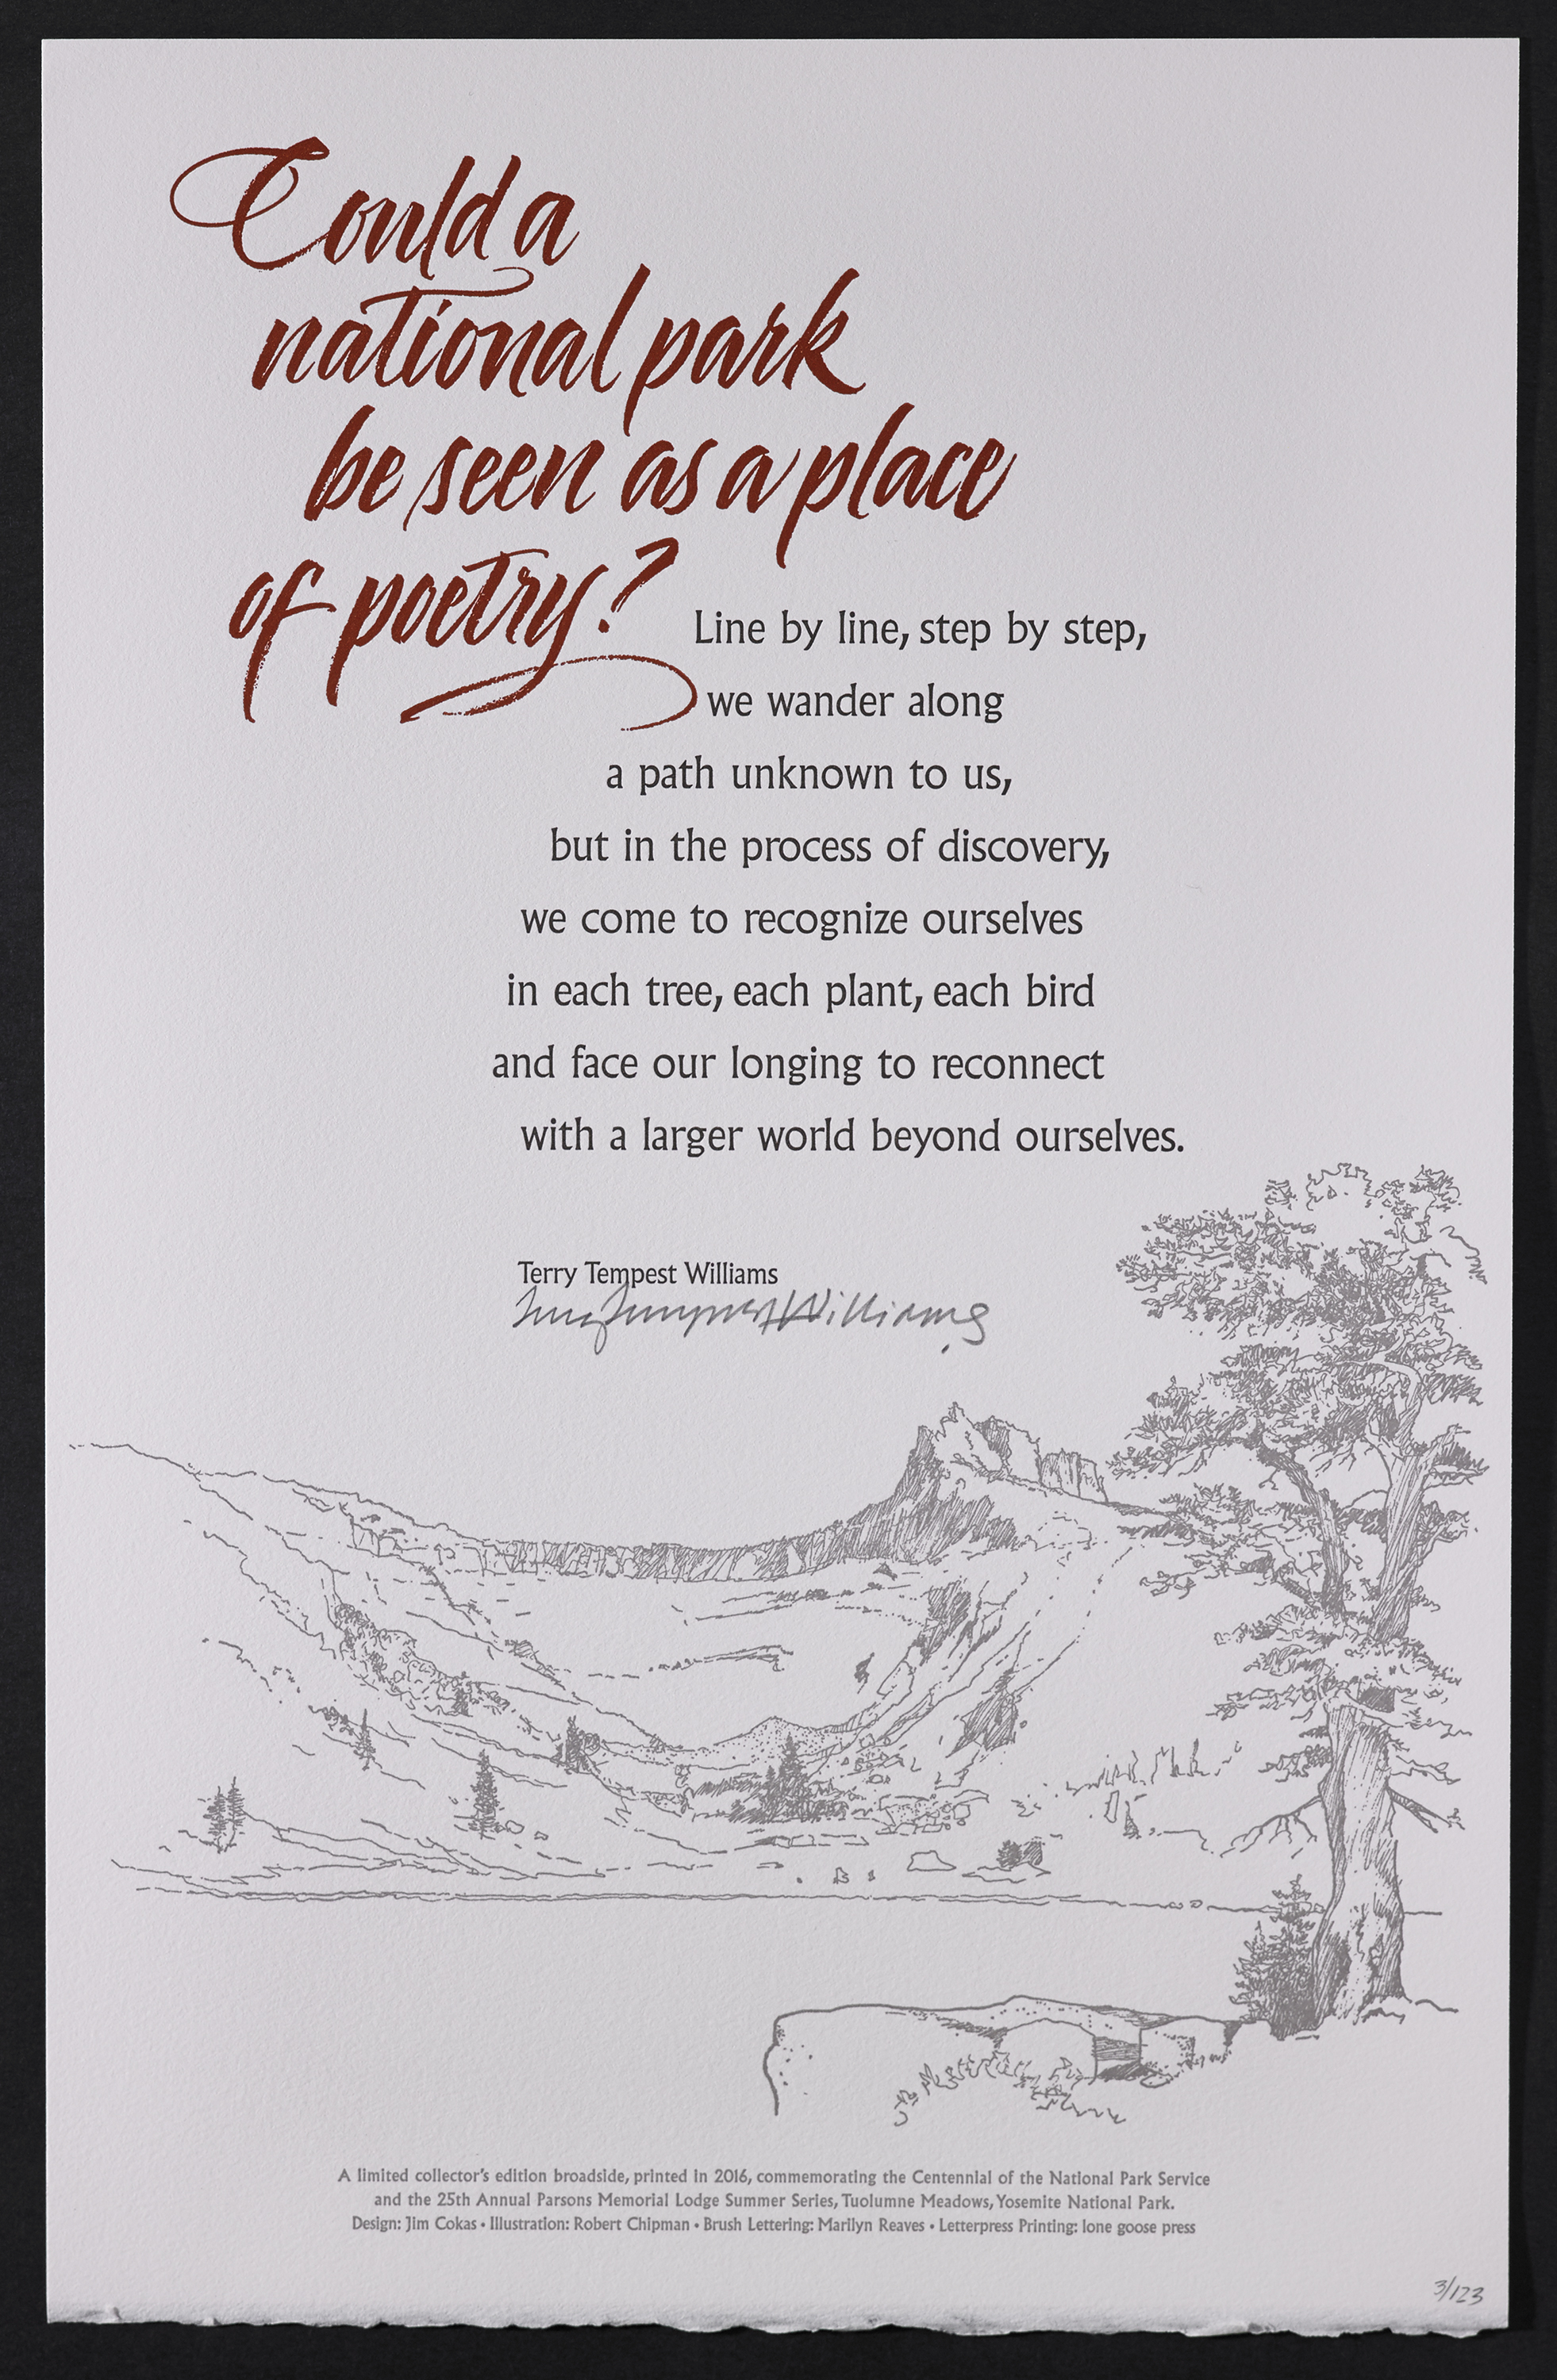 Could a
national park
be seen as a place
of poetry? Line by line, step by step,
we wander along
a path unknown to us,
but in the process of discovery,
we come to recognize ourselves
in each tree, each plant, each bird
and face our longing to reconnect
with a larger world beyond ourselves.
Terry Tempest Williams
Terry Tempest Williams
A limited collector's edition broadside, printed in 2016, commemorating the Centennial of the National Park Service
and the 25th Annual Parsons Memorial Lodge Summer Series, Tuolumne Meadows, Yosemite National Park.
Design: Jim Cokas • Illustration: Robert Chipman • Brush Lettering: Marilyn Reaves • Letterpress Printing: lone goose press
3/123